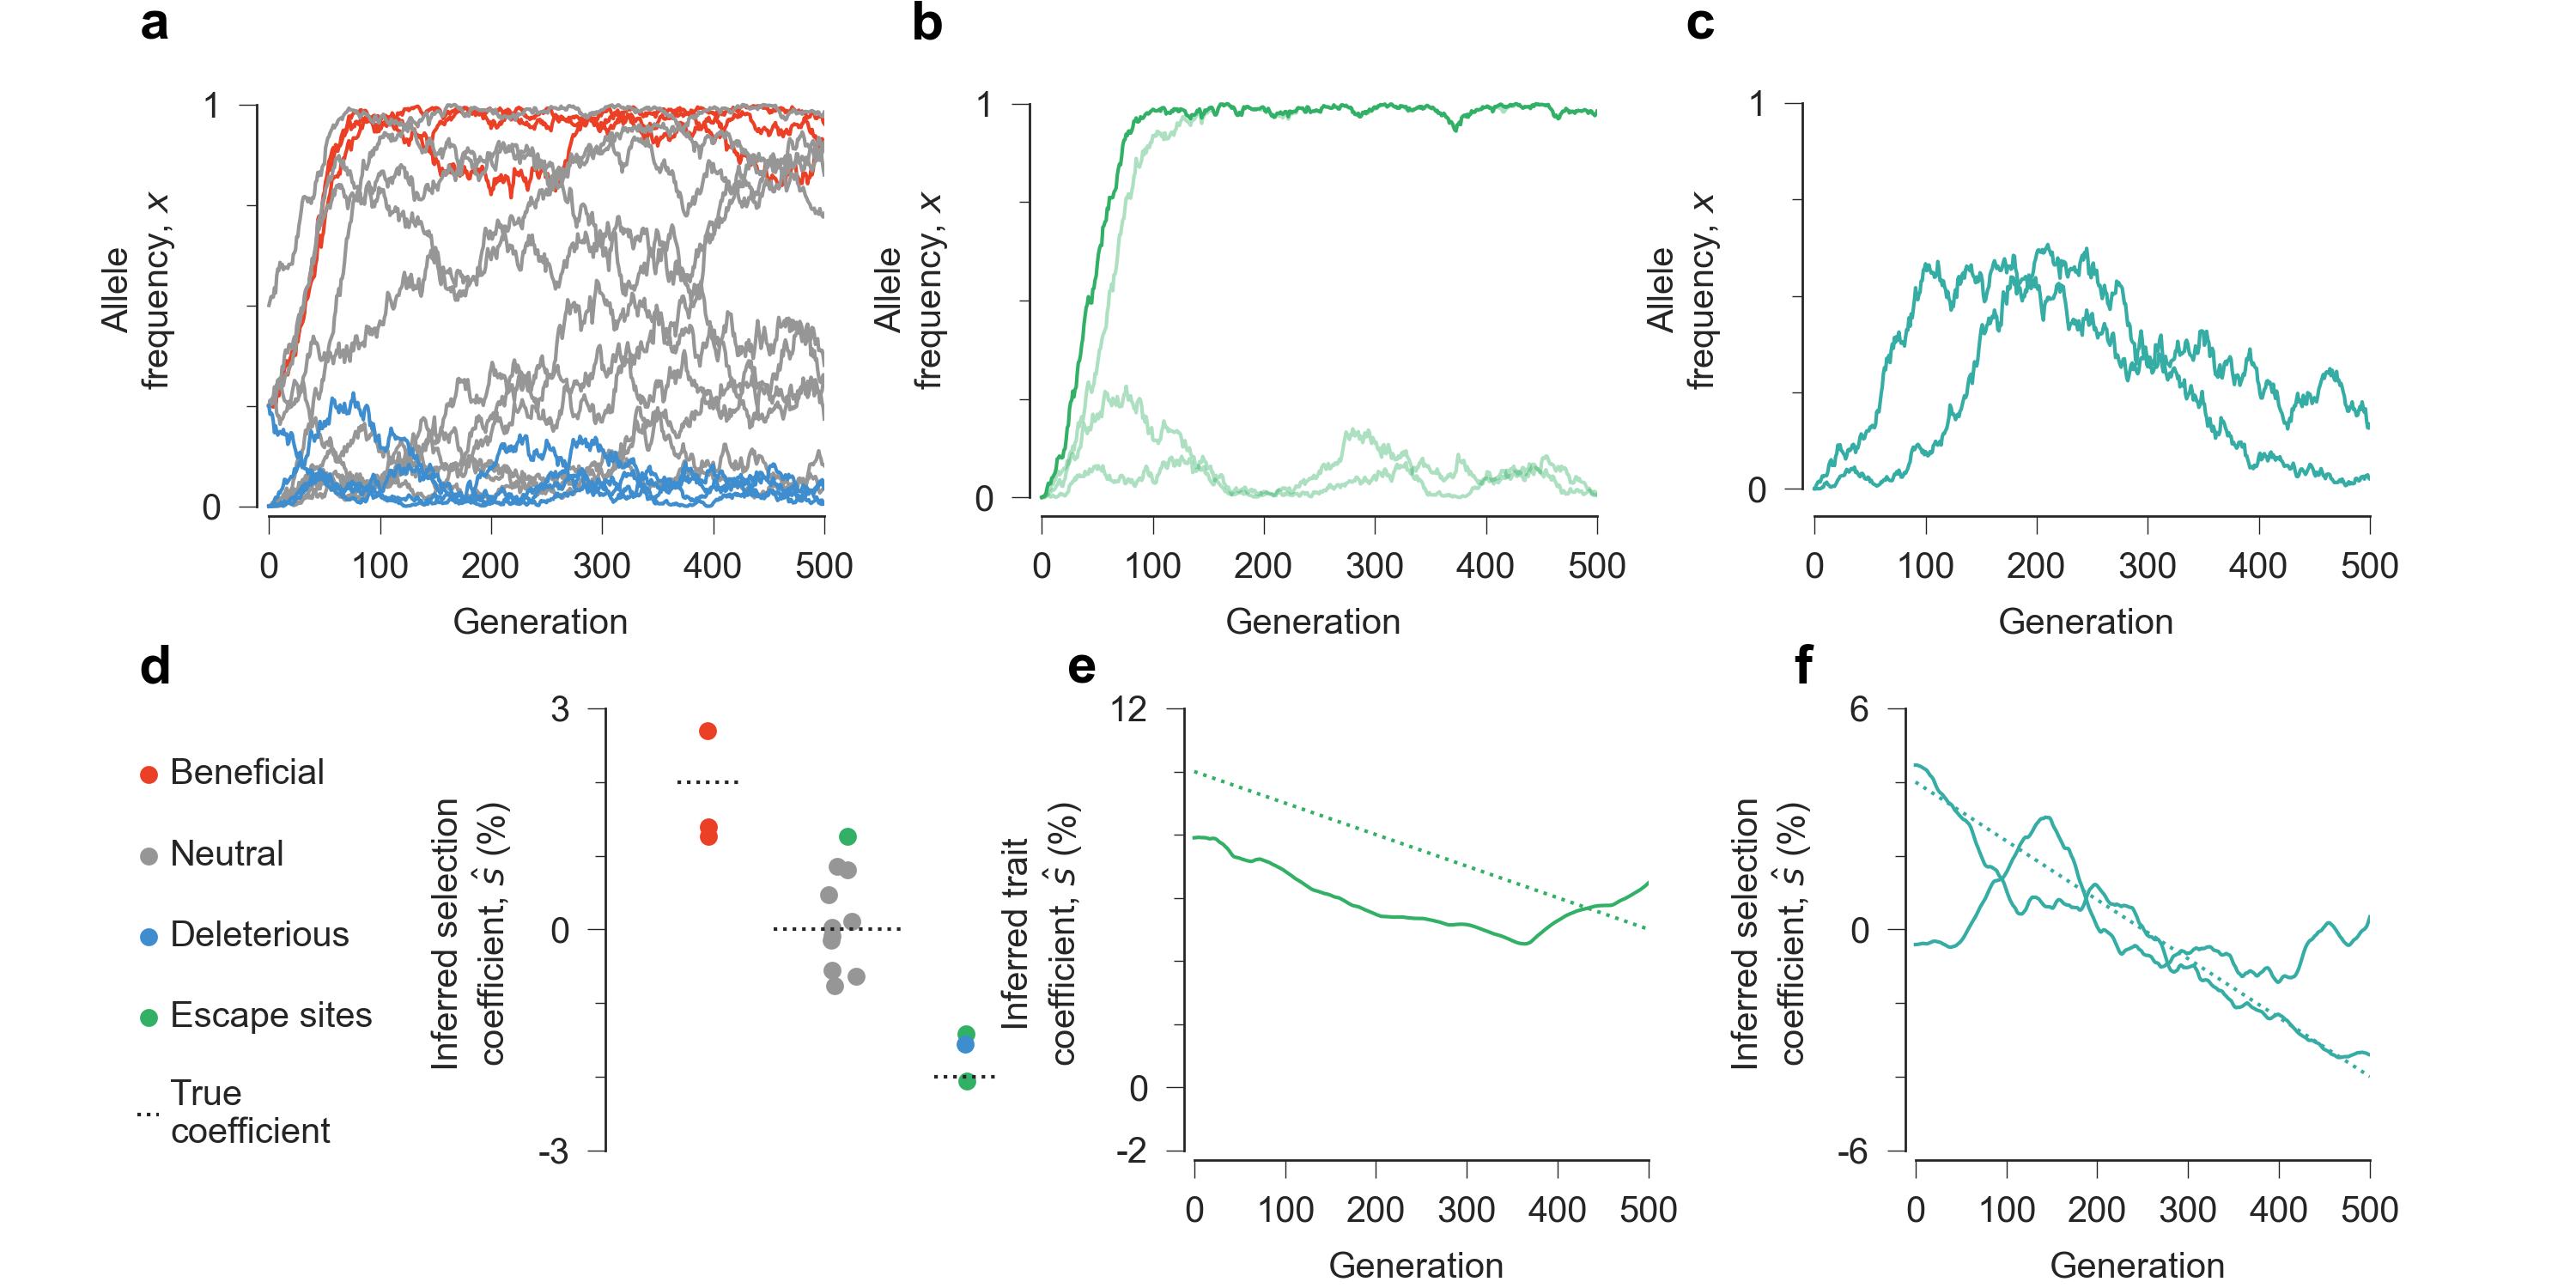 a
1
0
Allele
frequency, x
0 100 200 300 400 500
Generation
b
1
0
Allele
frequency, x
0 100 200 300 400 500
Generation
c
1
0
Allele
frequency, x
0 100 200 300 400 500
Generation
d
Beneficial
Neutral
Deleterious
Escape sites
True
coefficient
3
0
-3
Inferred selection
coefficient, ŝ (%)
e
12
0
-2
Inferred trait
coefficient, ŝ (%)
0 100 200 300 400 500
Generation
f
6
0
-6
Inferred selection
coefficient, ŝ (%)
0 100 200 300 400 500
Generation